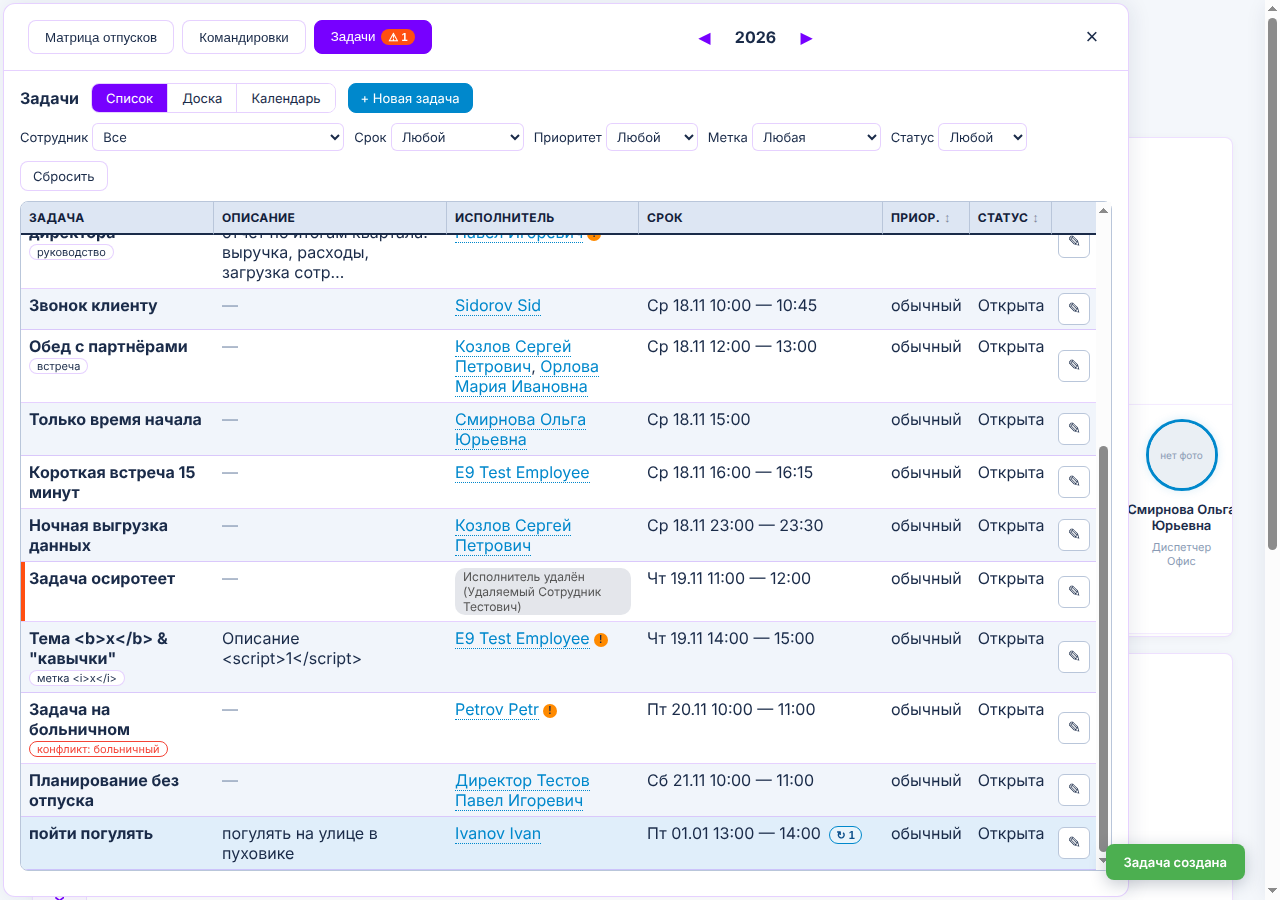 Матрица отпусков
Командировки
Задачи ⚠ 1
◀ 2026 ▶
×
Задачи
Список
Доска
Календарь
+ Новая задача
Сотрудник Все
Срок Любой
Приоритет Любой
Метка Любая
Статус Любой
Сбросить
ЗАДАЧА ОПИСАНИЕ ИСПОЛНИТЕЛЬ СРОК ПРИОР. ↕ СТАТУС ↕
директора
руководство
отчёт по итогам квартала:
выручка, расходы,
загрузка сотр...
Павел Игоревич !
✎
Звонок клиенту — Sidorov Sid Ср 18.11 10:00 — 10:45 обычный Открыта ✎
Обед с партнёрами
встреча
—
Козлов Сергей
Петрович, Орлова
Мария Ивановна
Ср 18.11 12:00 — 13:00 обычный Открыта ✎
Только время начала —
Смирнова Ольга
Юрьевна
Ср 18.11 15:00 обычный Открыта ✎
Короткая встреча 15
минут
—
E9 Test Employee Ср 18.11 16:00 — 16:15 обычный Открыта ✎
Ночная выгрузка
данных
—
Козлов Сергей
Петрович
Ср 18.11 23:00 — 23:30 обычный Открыта ✎
Задача осиротеет —
Исполнитель удалён
(Удаляемый Сотрудник
Тестович)
Чт 19.11 11:00 — 12:00 обычный Открыта ✎
Тема <b>x</b> &
"кавычки"
метка <i>x</i>
Описание
<script>1</script>
E9 Test Employee ! Чт 19.11 14:00 — 15:00 обычный Открыта ✎
Задача на
больничном
конфликт: больничный
—
Petrov Petr ! Пт 20.11 10:00 — 11:00 обычный Открыта ✎
Планирование без
отпуска
—
Директор Тестов
Павел Игоревич
Сб 21.11 10:00 — 11:00 обычный Открыта ✎
пойти погулять
погулять на улице в
пуховике
Ivanov Ivan Пт 01.01 13:00 — 14:00 ↻ 1 обычный Открыта ✎
нет фото
Смирнова Ольга
Юрьевна
Диспетчер
Офис
Задача создана